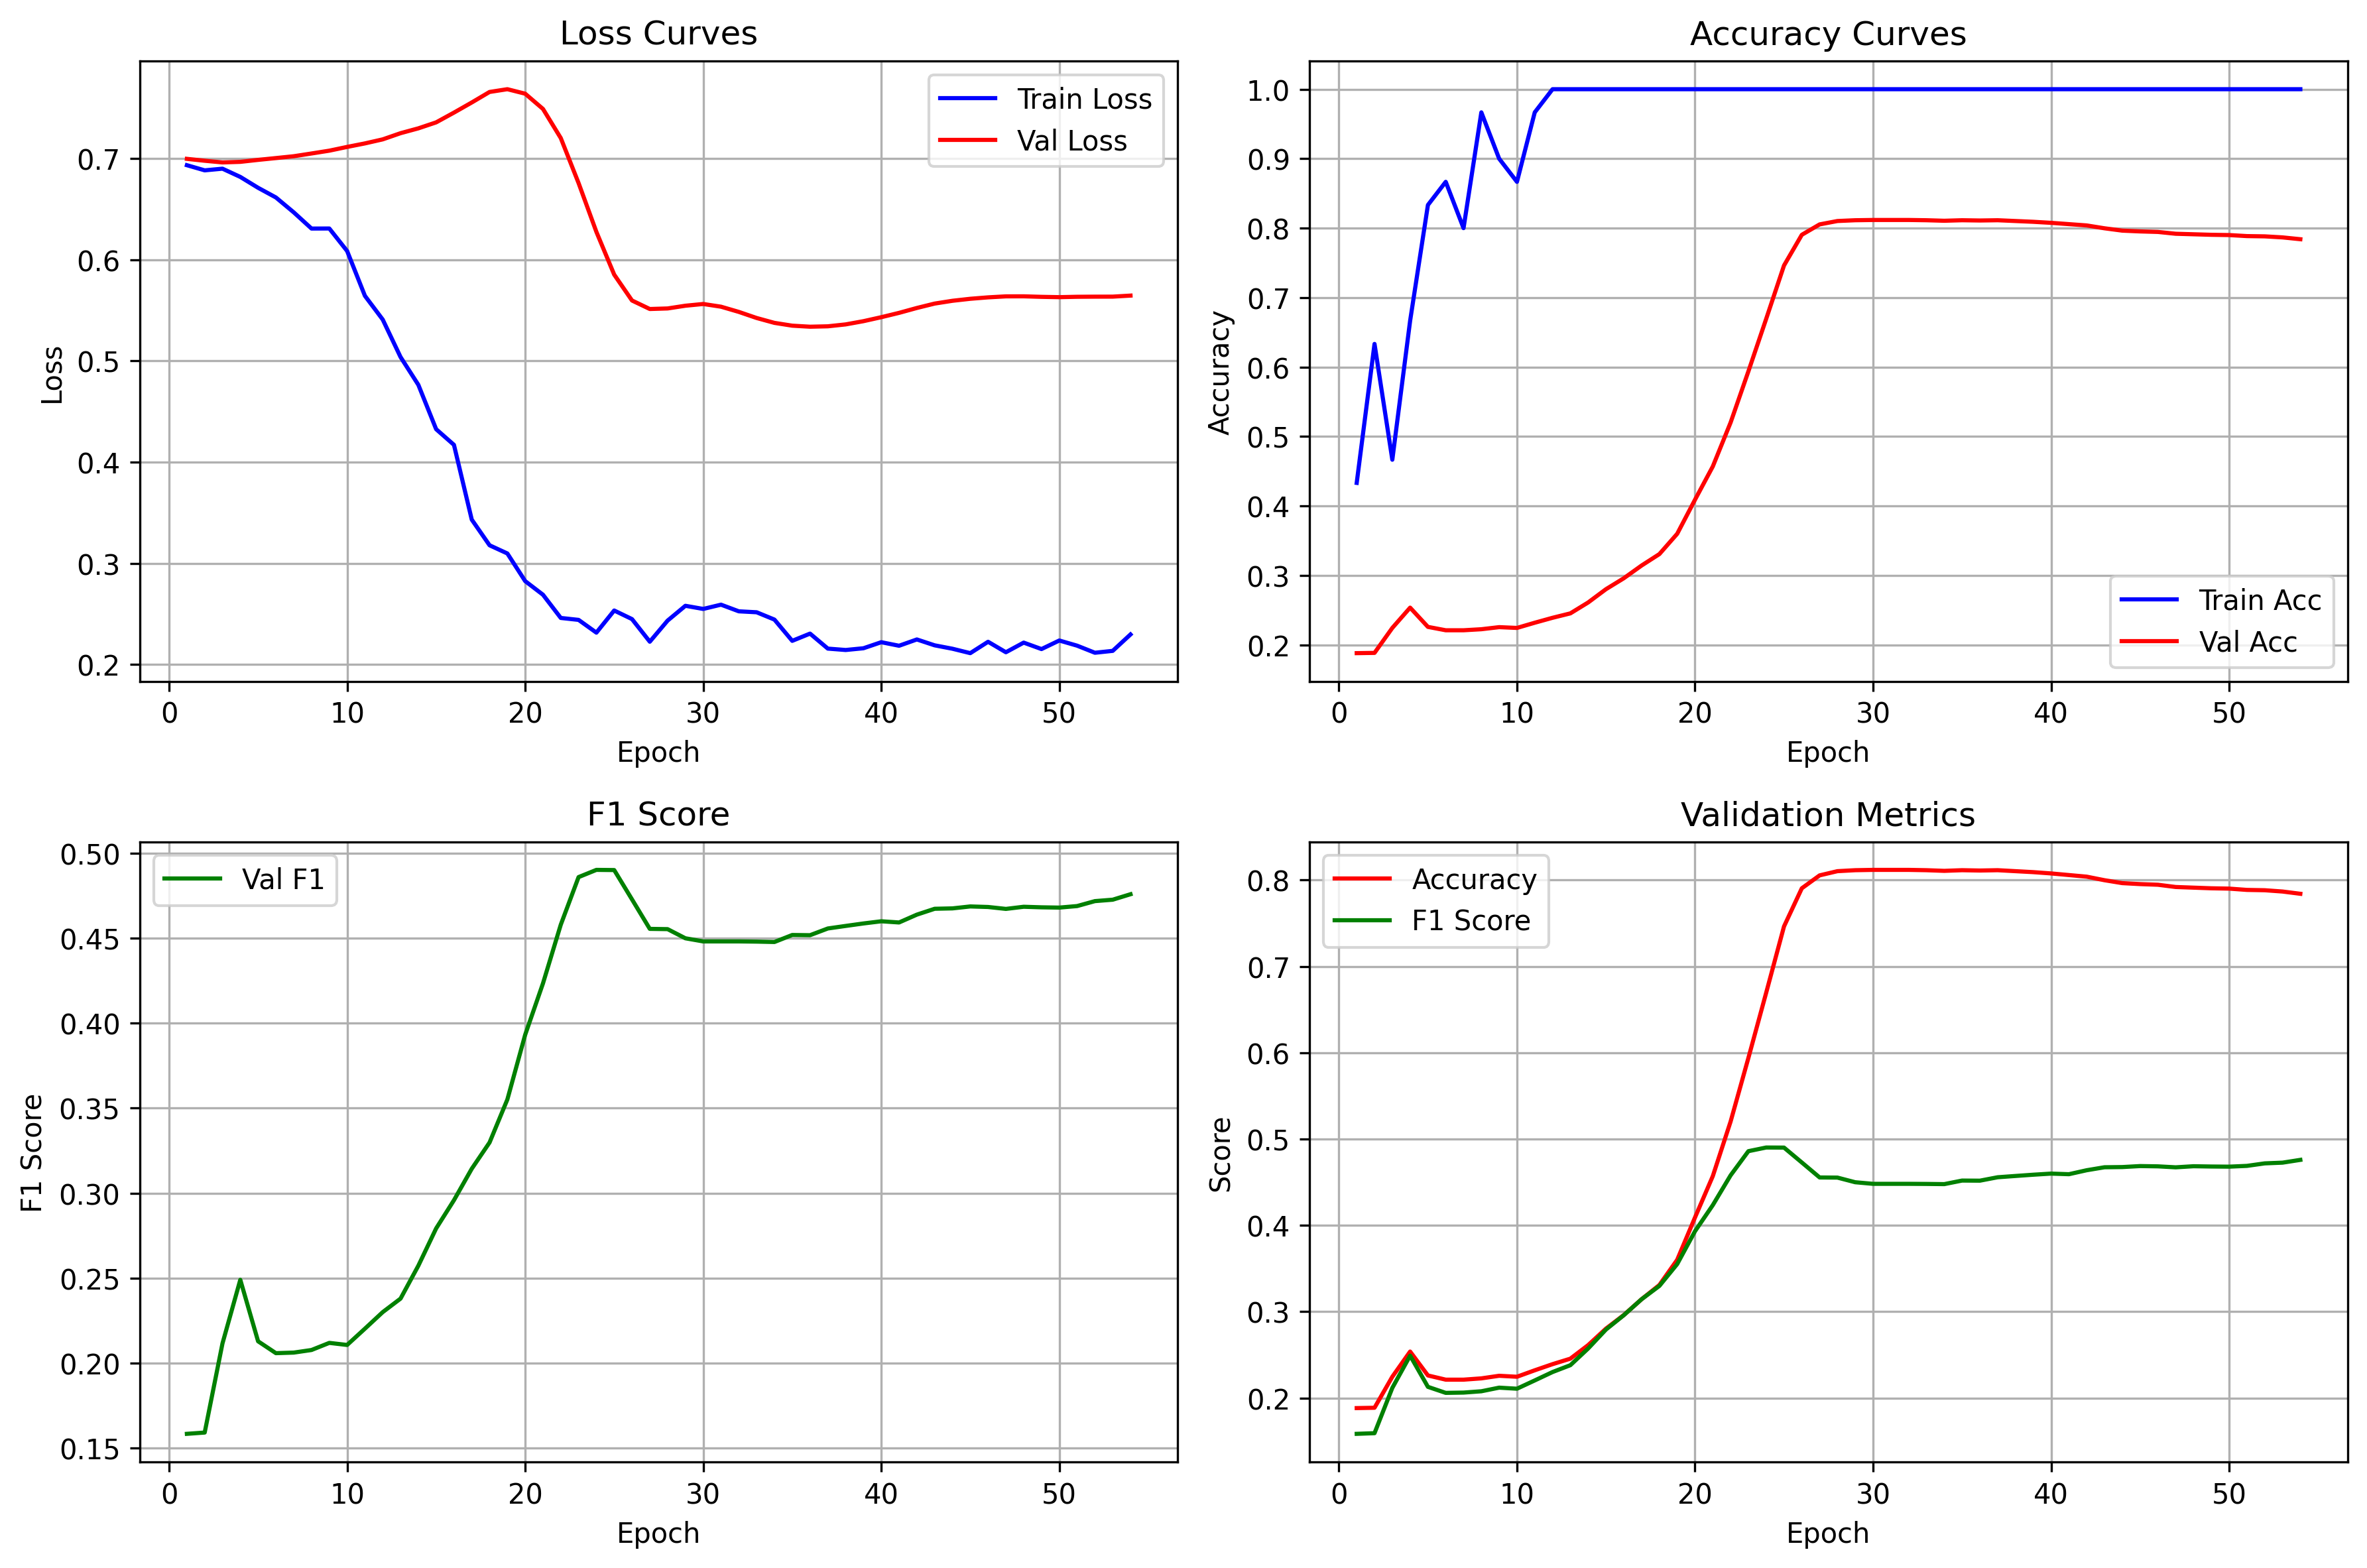 Loss Curves
Loss
0.7
0.6
0.5
0.4
0.3
0.2
Train Loss
Val Loss
0 10 20 30 40 50
Epoch
Accuracy Curves
Accuracy
1.0
0.9
0.8
0.7
0.6
0.5
0.4
0.3
0.2
Train Acc
Val Acc
0 10 20 30 40 50
Epoch
F1 Score
F1 Score
0.50
0.45
0.40
0.35
0.30
0.25
0.20
0.15
Val F1
0 10 20 30 40 50
Epoch
Validation Metrics
Score
0.8
0.7
0.6
0.5
0.4
0.3
0.2
Accuracy
F1 Score
0 10 20 30 40 50
Epoch